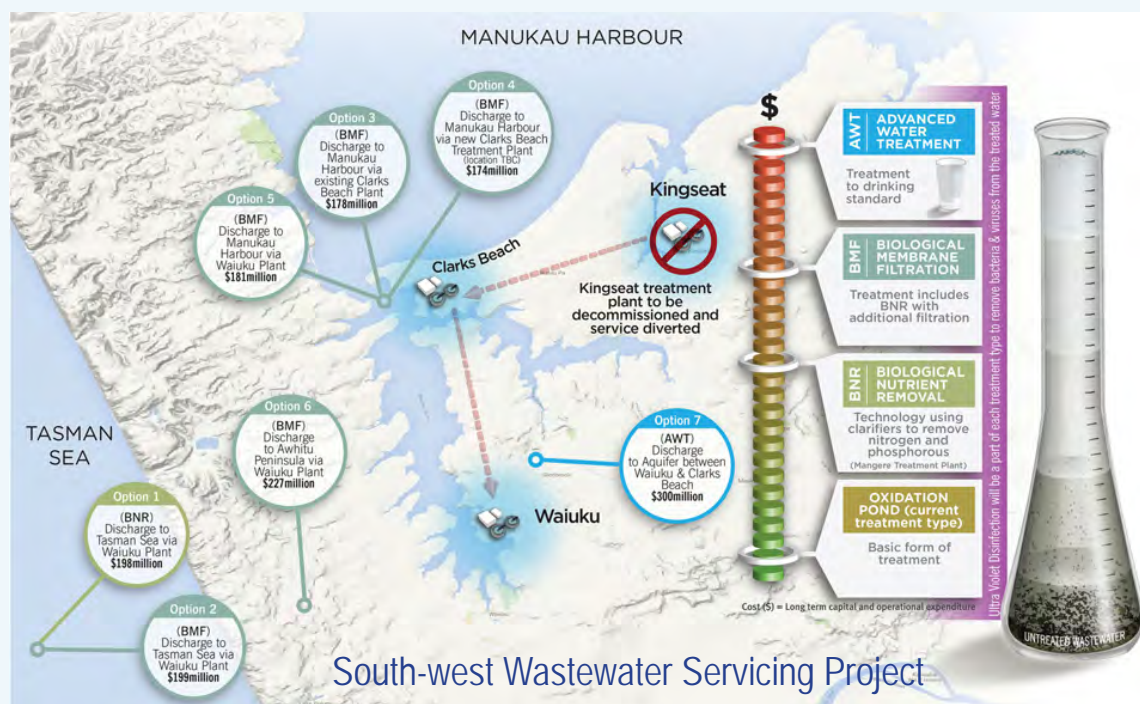 MANUKAU HARBOUR
Option 4
(BMF)
Discharge to
Manukau Harbour
via new Clarks Beach
Treatment Plant
(location TBC)
$174million
Option 3
(BMF)
Discharge to
Manukau
Harbour via
existing Clarks
Beach Plant
$178million
Option 5
(BMF)
Discharge to
Manukau
Harbour via
Waiuku Plant
$181million
Clarks Beach
Kingseat
Kingseat treatment
plant to be
decommissioned and
service diverted
TASMAN
SEA
Option 6
(BMF)
Discharge
to Awhitu
Peninsula via
Waiuku Plant
$227million
Option 7
(AWT)
Discharge
to Aquifer between
Waiuku & Clarks
Beach
$300million
Waiuku
Option 1
(BNR)
Discharge to
Tasman Sea via
Waiuku Plant
$198million
Option 2
(BMF)
Discharge to
Tasman Sea via
Waiuku Plant
$199million
$
AWT
ADVANCED
WATER
TREATMENT
Treatment
to drinking
standard
BMF
BIOLOGICAL
MEMBRANE
FILTRATION
Treatment includes
BNR with
additional filtration
BNR
BIOLOGICAL
NUTRIENT
REMOVAL
Technology using
clarifiers to remove
nitrogen and
phosphorous
(Mangere Treatment Plant)
OXIDATION
POND (current
treatment type)
Basic form of
treatment
Cost ($) = Long term capital and operational expenditure
Ultra Violet Disinfection will be a part of each treatment type to remove bacteria & viruses from the treated water
UNTREATED WASTEWATER
South-west Wastewater Servicing Project